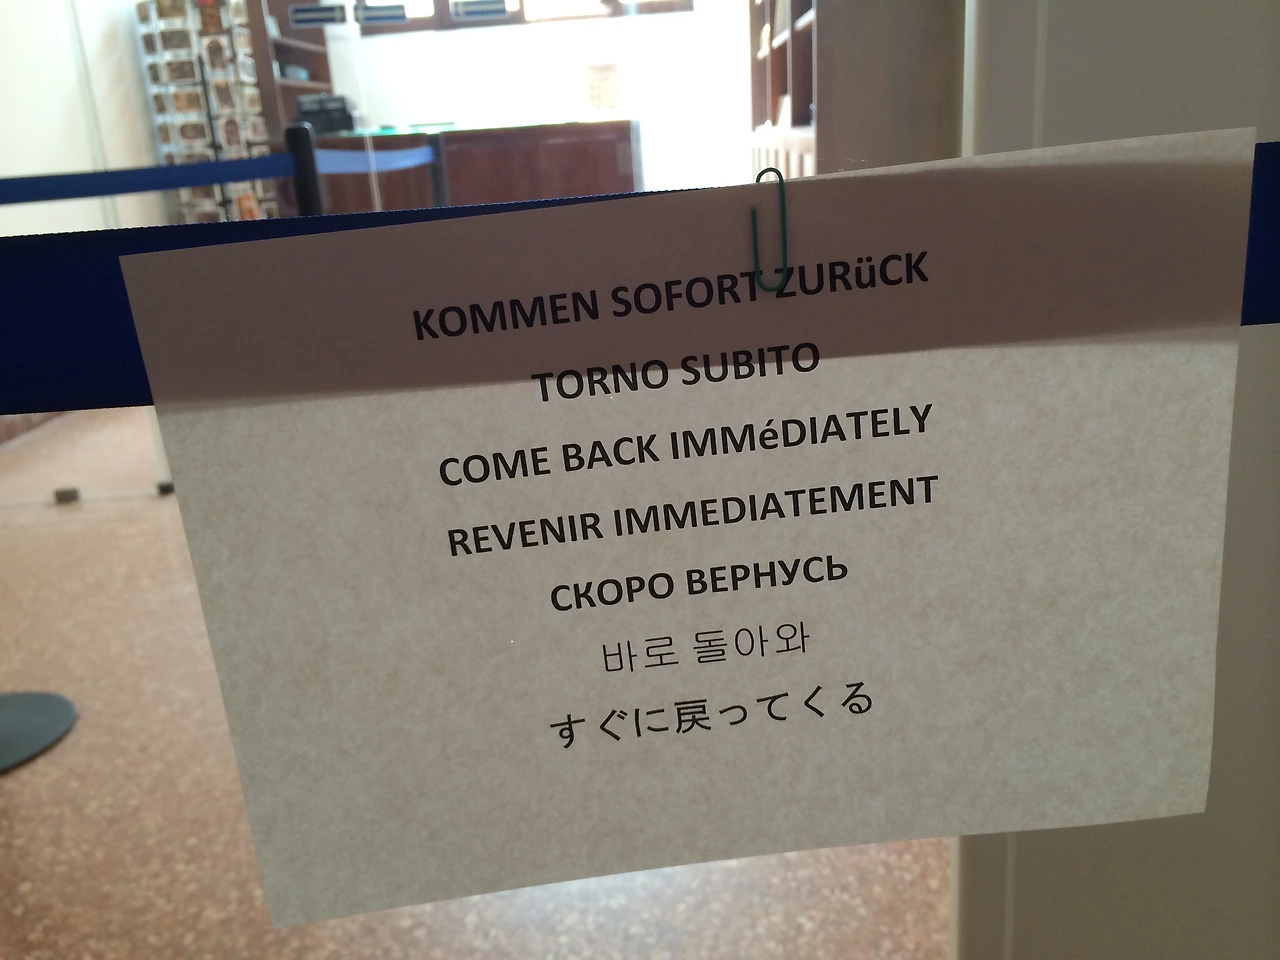 KOMMEN SOFORT ZURüCK
TORNO SUBITO
COME BACK IMMéDIATELY
REVENIR IMMEDIATEMENT
СКОРО ВЕРНУСЬ
바로 돌아와
すぐに戻ってくる